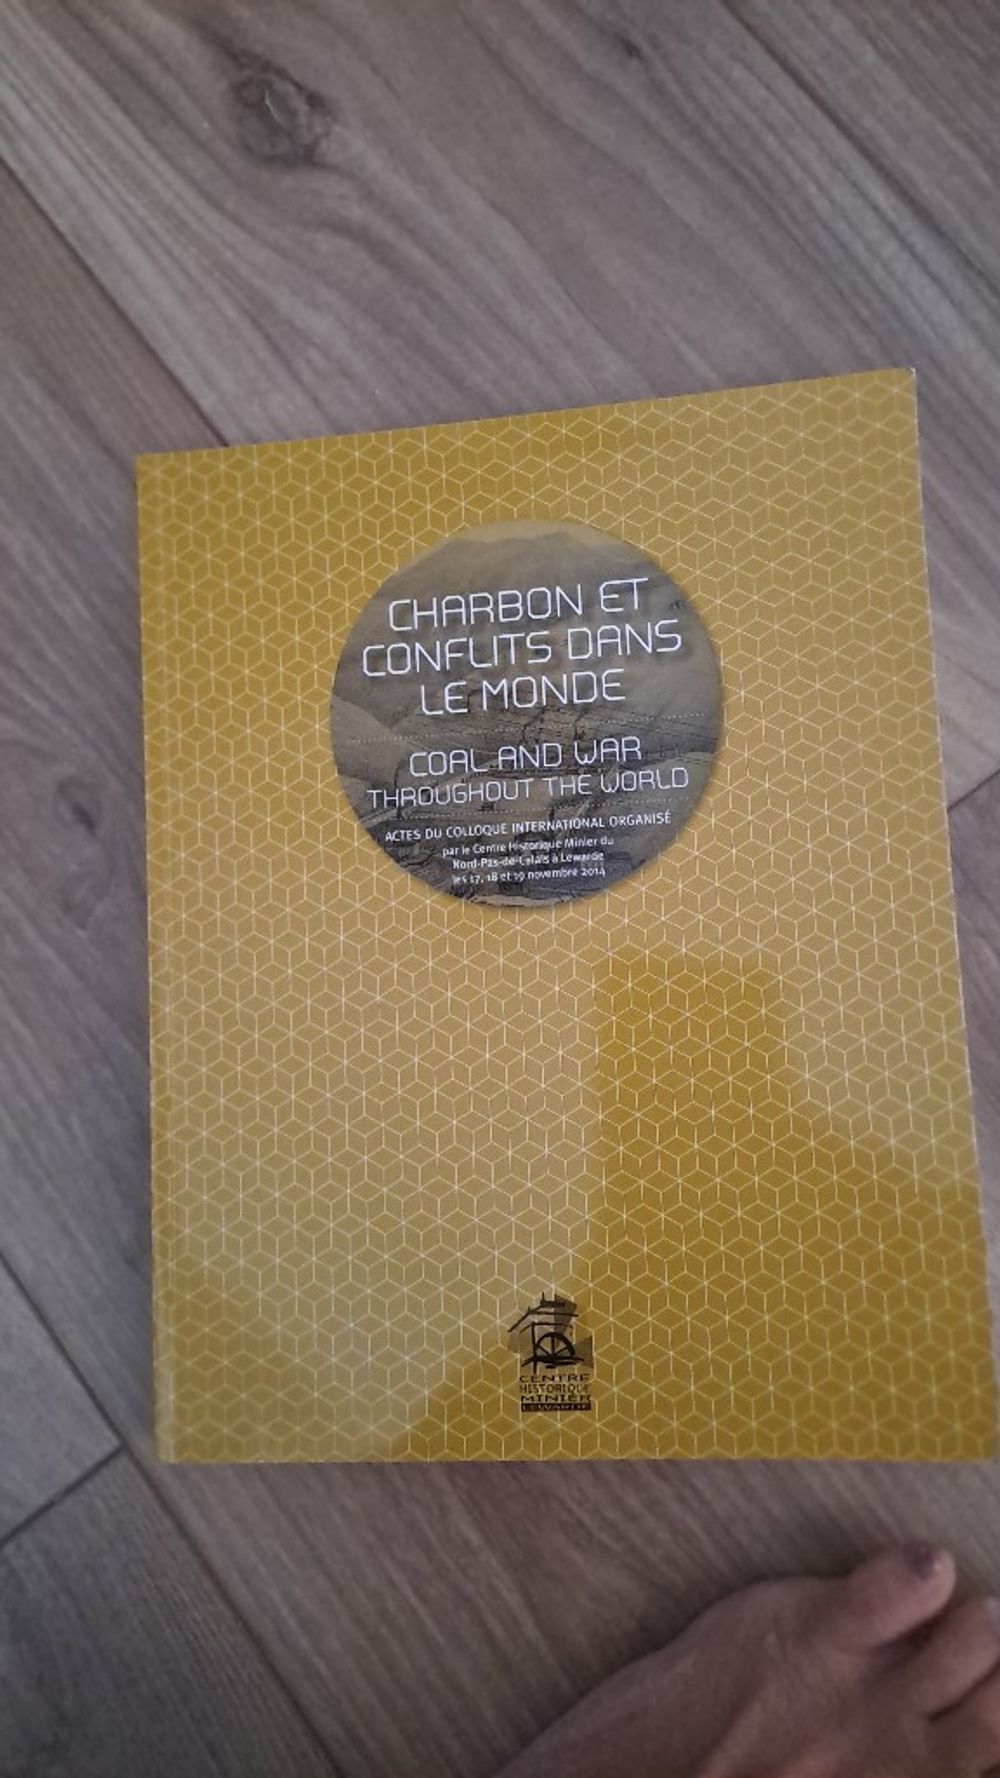 CHARBON ET
CONFLITS DANS
LE MONDE
COAL AND WAR
THROUGHOUT THE WORLD
ACTES DU COLLOQUE INTERNATIONAL ORGANISÉ
par le Centre Historique Minier du
Nord-Pas-de-Calais à Lewarde
les 17, 18 et 19 novembre 2014
CENTRE
HISTORIQUE
MINIER
LEWARDE